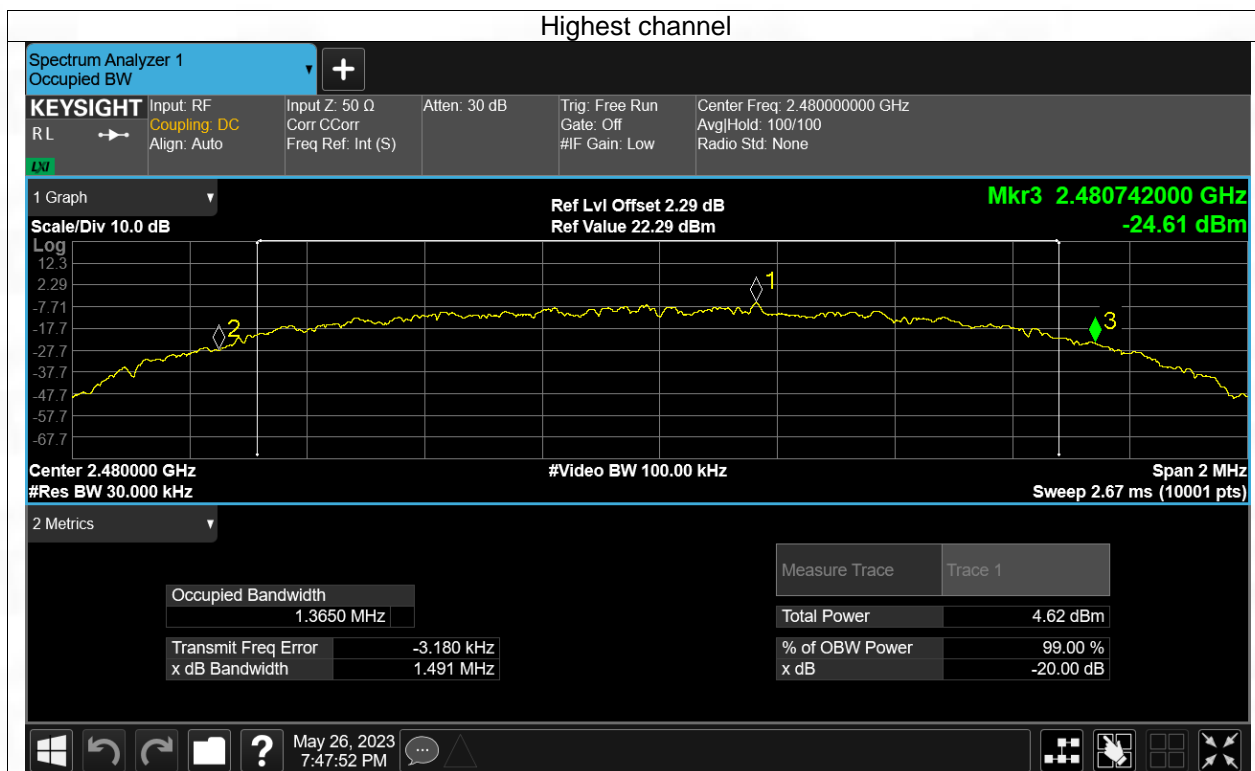 Highest channel
Spectrum Analyzer 1
Occupied BW
KEYSIGHT
R L
LXI
Input: RF
Coupling: DC
Align: Auto
Input Z: 50 Ω
Corr CCorr
Freq Ref: Int (S)
Atten: 30 dB
Trig: Free Run
Gate: Off
#IF Gain: Low
Center Freq: 2.480000000 GHz
Avg|Hold: 100/100
Radio Std: None
1 Graph
Scale/Div 10.0 dB
Ref Lvl Offset 2.29 dB
Ref Value 22.29 dBm
Mkr3 2.480742000 GHz
-24.61 dBm
Log
12.3
2.29
-7.71
-17.7
-27.7
-37.7
-47.7
-57.7
-67.7
1
2
3
Center 2.480000 GHz
#Res BW 30.000 kHz
#Video BW 100.00 kHz
Span 2 MHz
Sweep 2.67 ms (10001 pts)
2 Metrics
Measure Trace Trace 1
Occupied Bandwidth
1.3650 MHz
Total Power 4.62 dBm
Transmit Freq Error -3.180 kHz
% of OBW Power 99.00 %
x dB Bandwidth 1.491 MHz
x dB -20.00 dB
?
May 26, 2023
7:47:52 PM